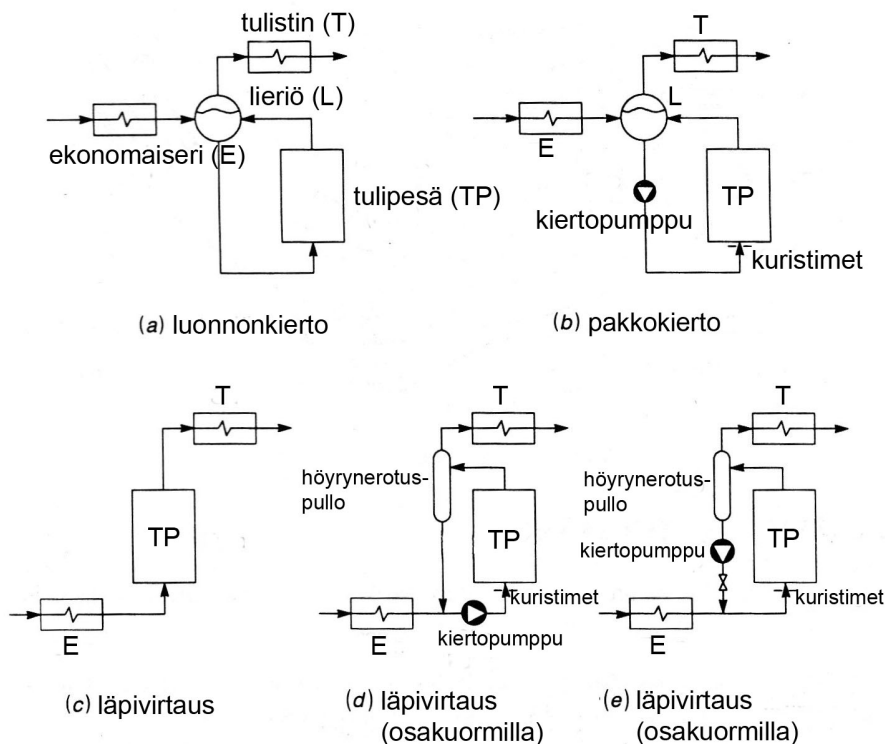 tulistin (T)
lieriö (L)
ekonomaiseri (E)
tulipesä (TP)
(a) luonnonkierto
T
L
E
TP
kiertopumppu
kuristimet
(b) pakkokierto
T
TP
E
(c) läpivirtaus
T
höyrynerotus-
pullo
TP
kuristimet
E
kiertopumppu
(d) läpivirtaus
(osakuormilla)
T
höyrynerotus-
pullo
kiertopumppu
TP
kuristimet
E
(e) läpivirtaus
(osakuormilla)